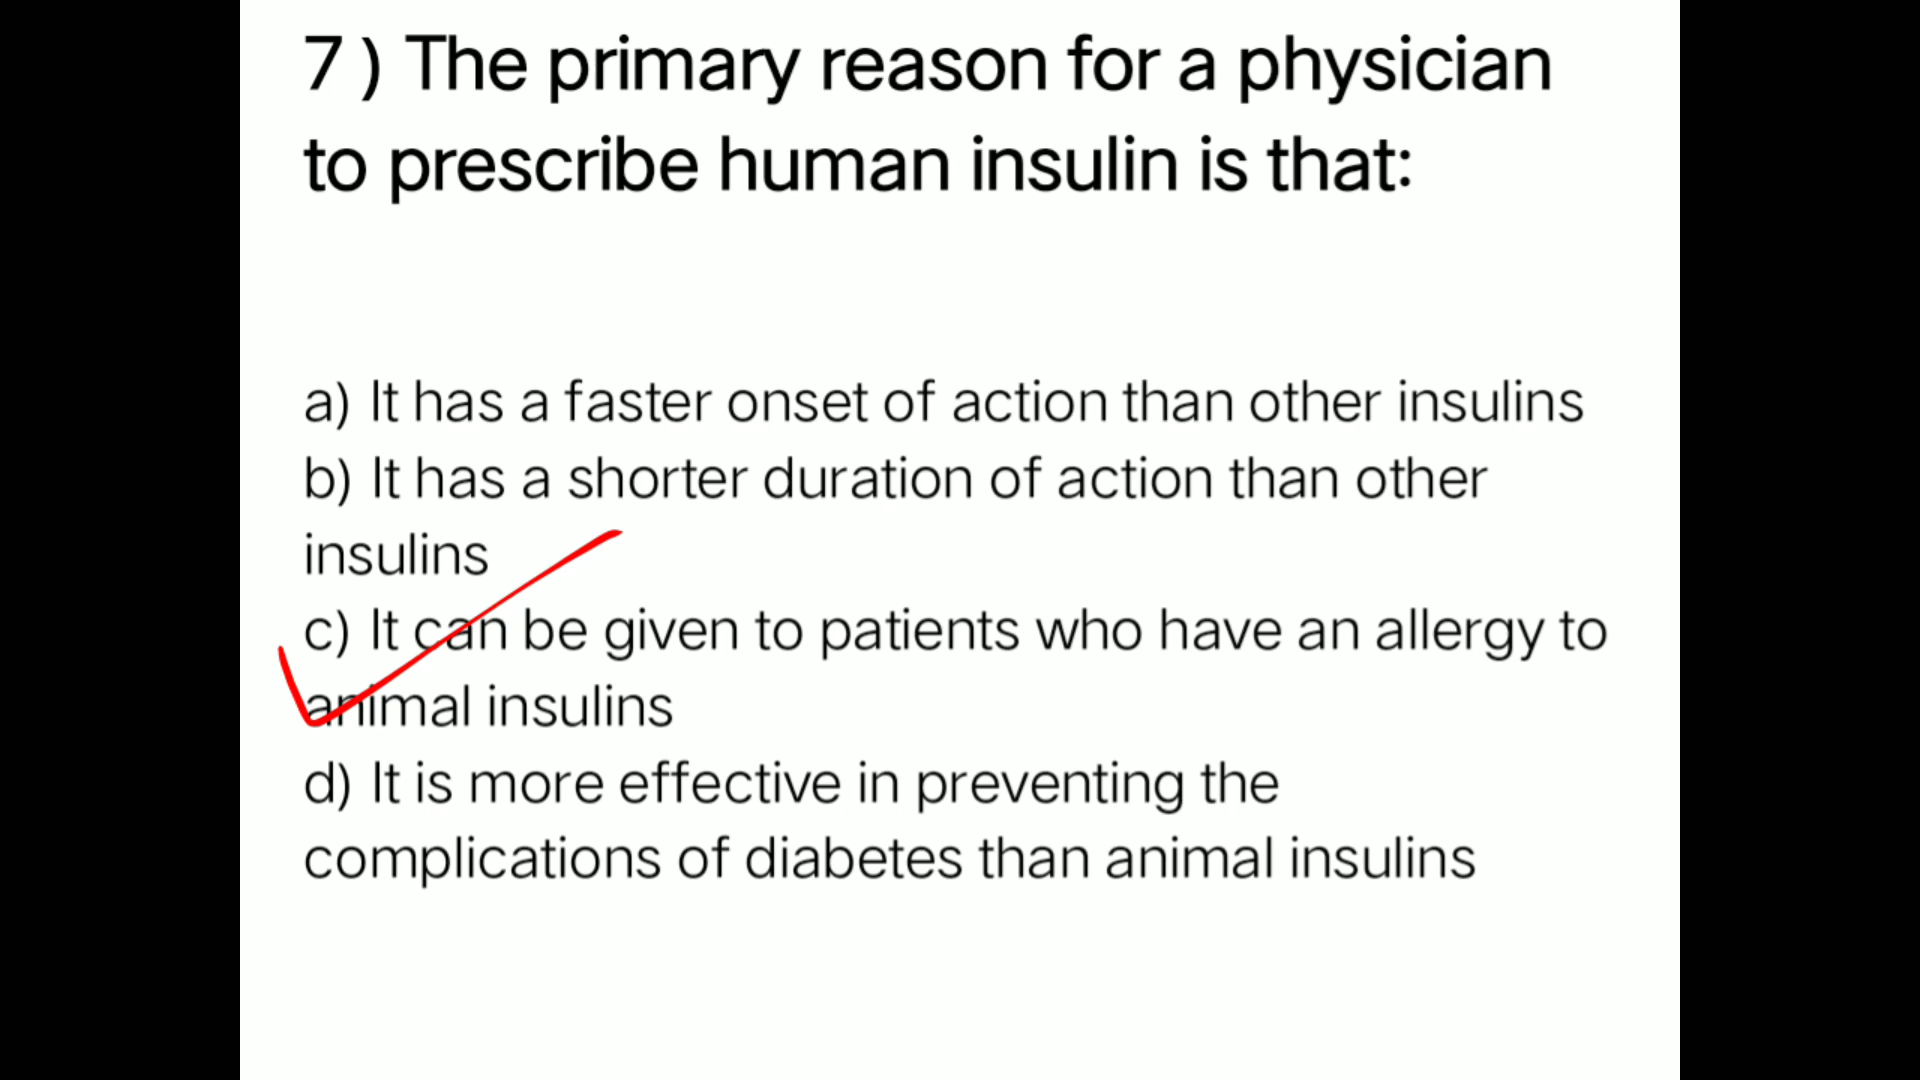 7 ) The primary reason for a physician
to prescribe human insulin is that:
a) It has a faster onset of action than other insulins
b) It has a shorter duration of action than other
insulins
c) It can be given to patients who have an allergy to
animal insulins
d) It is more effective in preventing the
complications of diabetes than animal insulins